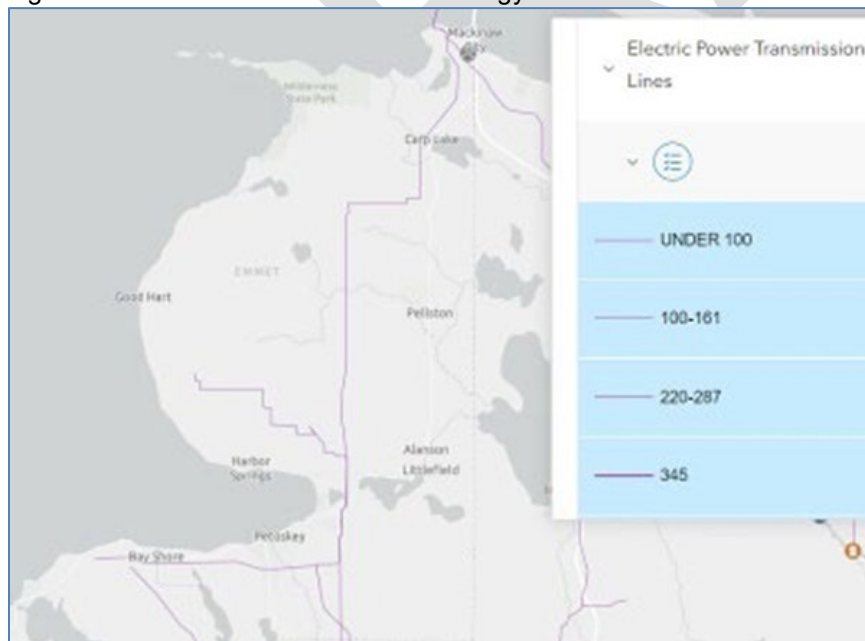 Mackinaw
City
Wilderness
State Park
Carp Lake
EMMET
Good Hart
Pellston
Harbor
Springs
Alanson
Littlefield
Petoskey
Bay Shore
Electric Power Transmission
Lines
UNDER 100
100-161
220-287
345